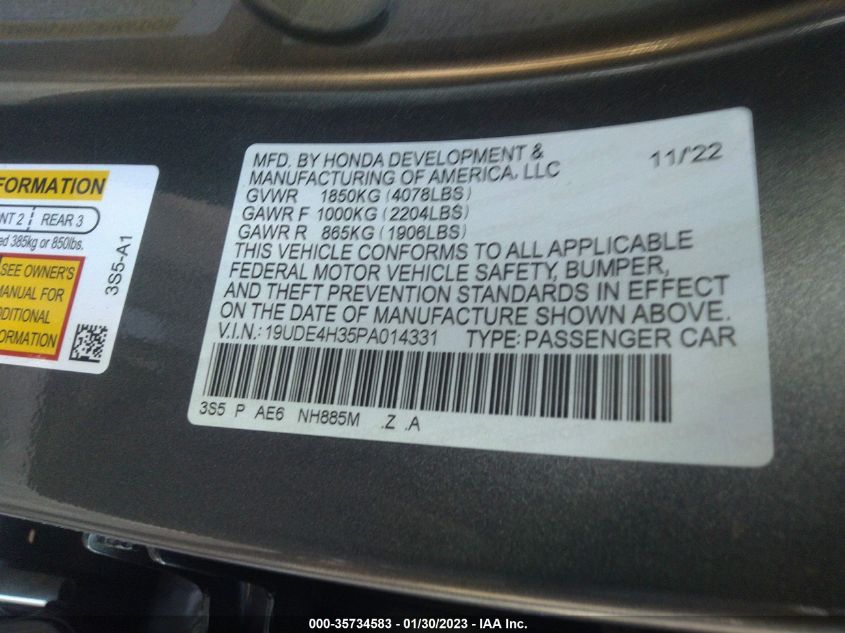 FORMATION
NT 2 REAR 3
ed 385kg or 850lbs.
SEE OWNER'S
MANUAL FOR
DDITIONAL
FORMATION
3S5-A1
MFD. BY HONDA DEVELOPMENT &
MANUFACTURING OF AMERICA, LLC 11/'22
GVWR 1850KG (4078LBS)
GAWR F 1000KG (2204LBS)
GAWR R 865KG (1906LBS)
THIS VEHICLE CONFORMS TO ALL APPLICABLE
FEDERAL MOTOR VEHICLE SAFETY, BUMPER,
AND THEFT PREVENTION STANDARDS IN EFFECT
ON THE DATE OF MANUFACTURE SHOWN ABOVE.
V.I.N.: 19UDE4H35PA014331 TYPE: PASSENGER CAR
3S5 P AE6 NH885M .Z .A
000-35734583 - 01/30/2023 - IAA Inc.